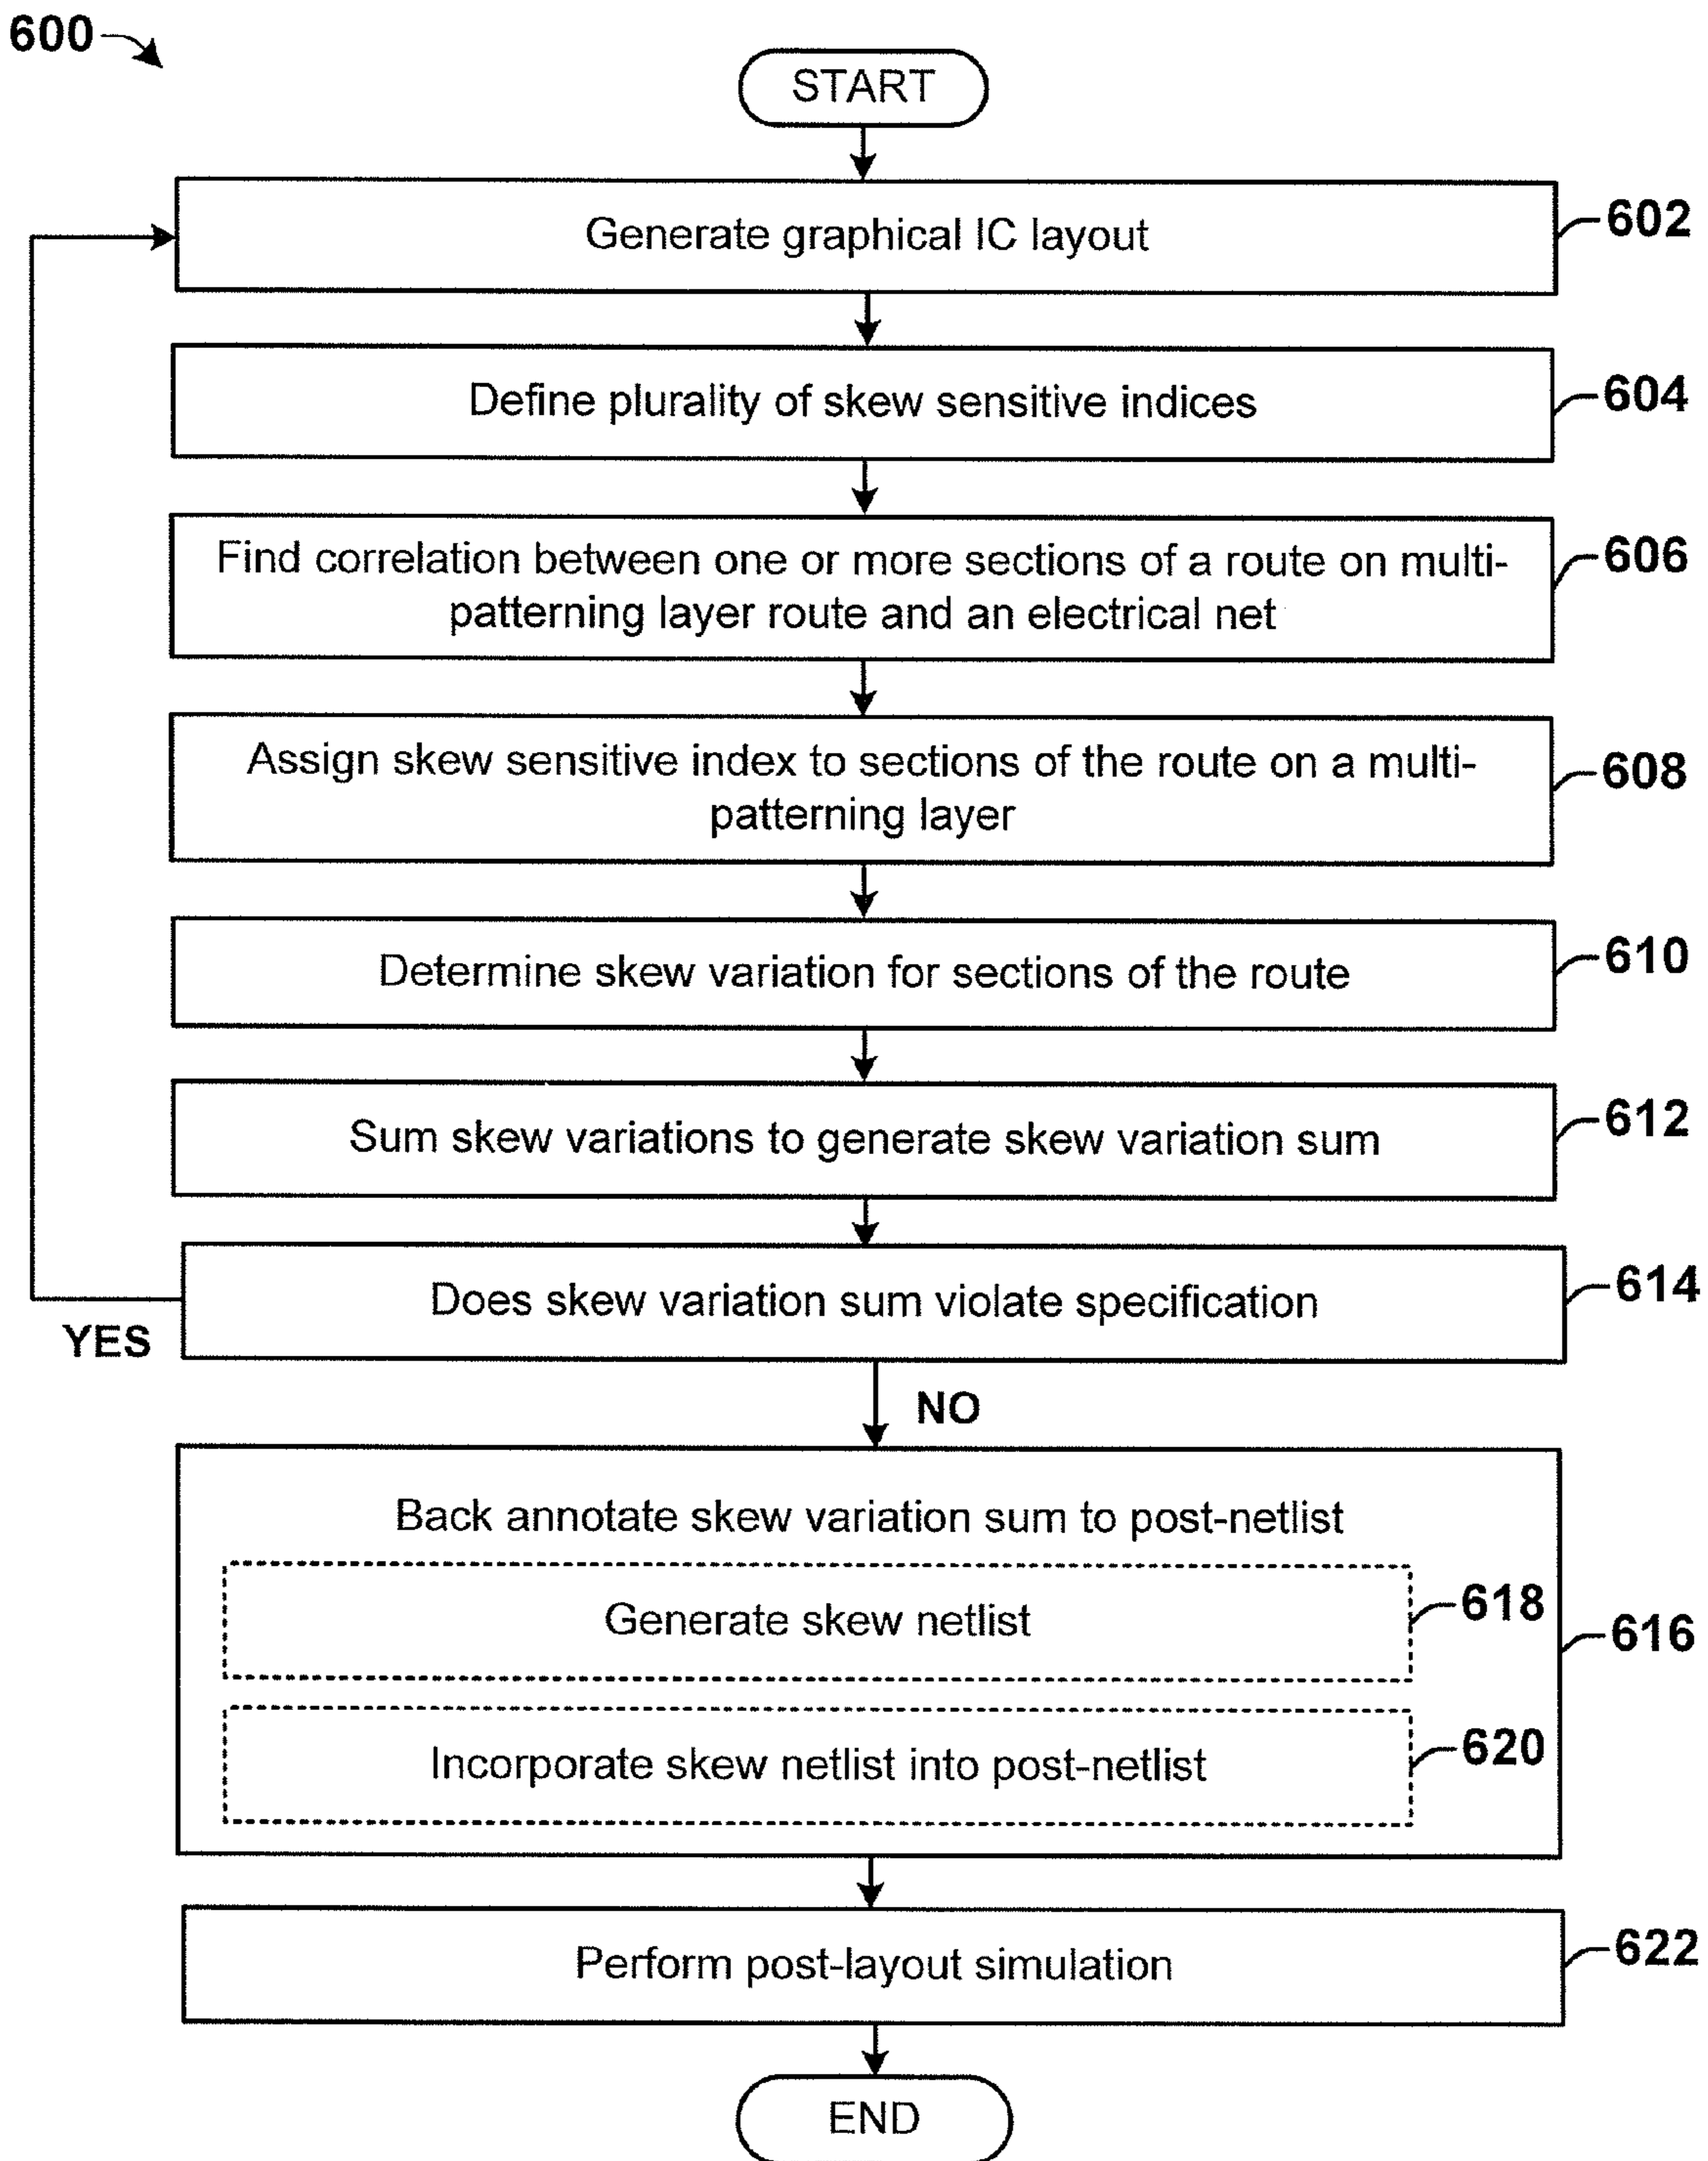 600
START
Generate graphical IC layout
602
Define plurality of skew sensitive indices
604
Find correlation between one or more sections of a route on multi-
patterning layer route and an electrical net
606
Assign skew sensitive index to sections of the route on a multi-
patterning layer
608
Determine skew variation for sections of the route
610
Sum skew variations to generate skew variation sum
612
Does skew variation sum violate specification
614
YES
NO
Back annotate skew variation sum to post-netlist
Generate skew netlist
618
616
Incorporate skew netlist into post-netlist
620
Perform post-layout simulation
622
END